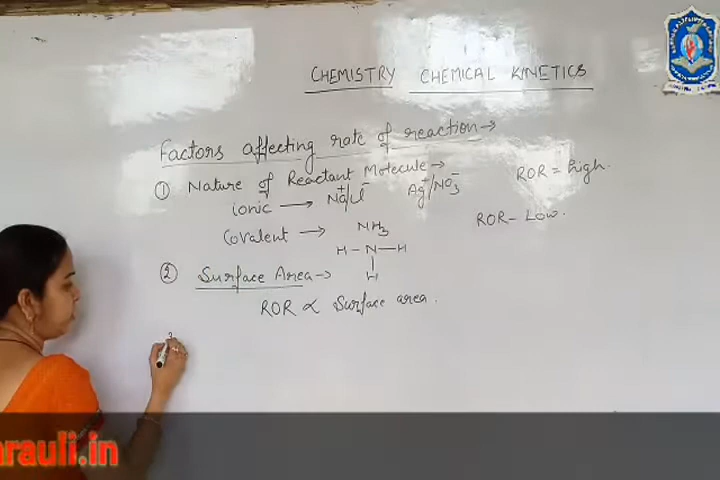 CHEMISTRY CHEMICAL KINETICS
Factors affecting rate of reaction→
① Nature of Reactant Molecule→ ROR = high.
ionic → Na⁺/Cl⁻ Ag⁺/NO₃⁻
Covalent → NH₃ ROR- Low.
H-N-H
H
② Surface Area→
ROR ∝ Surface area.
3
arauli.in